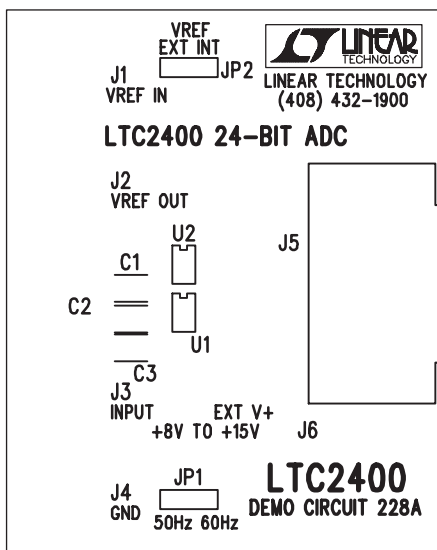 VREF
EXT INT
JP2
J1
VREF IN
LINEAR
TECHNOLOGY
LINEAR TECHNOLOGY
(408) 432-1900
LTC2400 24-BIT ADC
J2
VREF OUT
U2
J5
C1
C2
U1
C3
J3
INPUT
EXT V+
+8V TO +15V
J6
LTC2400
DEMO CIRCUIT 228A
J4
GND
JP1
50Hz 60Hz